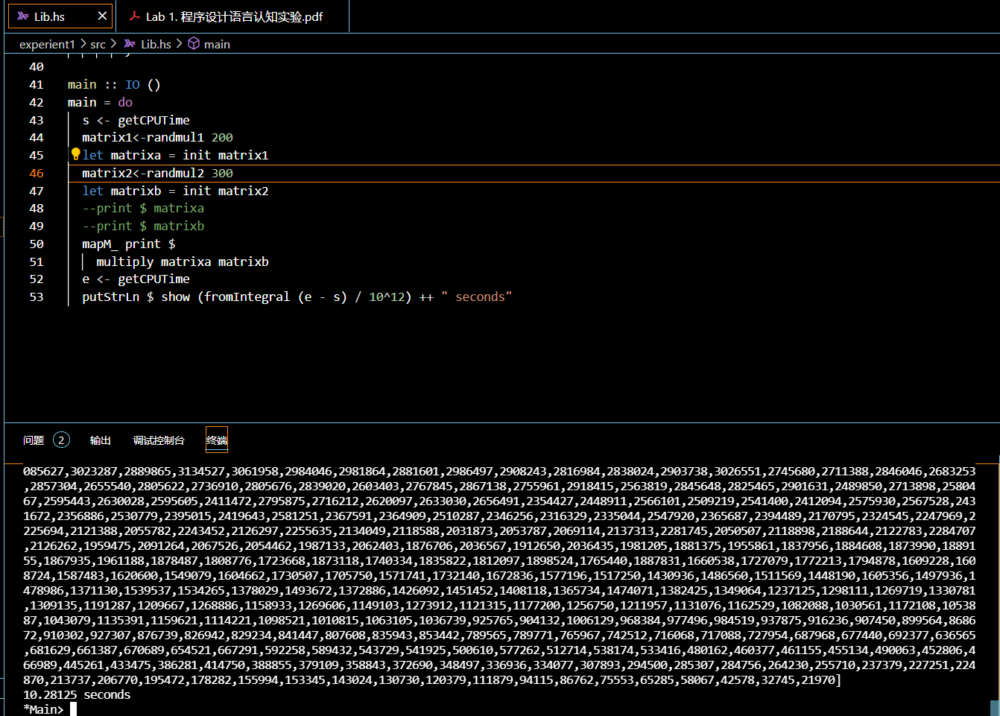 Lib.hs
Lab 1. 程序设计语言认知实验.pdf
experient1 > src > Lib.hs > main
40
41 main :: IO ()
42 main = do
43 s <- getCPUTime
44 matrix1<-randmul1 200
45 let matrixa = init matrix1
46 matrix2<-randmul2 300
47 let matrixb = init matrix2
48 --print $ matrixa
49 --print $ matrixb
50 mapM_ print $
51 multiply matrixa matrixb
52 e <- getCPUTime
53 putStrLn $ show (fromIntegral (e - s) / 10^12) ++ " seconds"
问题 2 输出 调试控制台 终端
085627,3023287,2889865,3134527,3061958,2984046,2981864,2881601,2986497,2908243,2816984,2838024,2903738,3026551,2745680,2711388,2846046,2683253
,2857304,2655540,2805622,2736910,2805676,2839020,2603403,2767845,2867138,2755961,2918415,2563819,2845648,2825465,2901631,2489850,2713898,25804
67,2595443,2630028,2595605,2411472,2795875,2716212,2620097,2633030,2656491,2354427,2448911,2566101,2509219,2541400,2412094,2575930,2567528,243
1672,2356886,2530779,2395015,2419643,2581251,2367591,2364909,2510287,2346256,2316329,2335044,2547920,2365687,2394489,2170795,2324545,2247969,2
225694,2121388,2055782,2243452,2126297,2255635,2134049,2118588,2031873,2053787,2069114,2137313,2281745,2050507,2118898,2188644,2122783,2284707
,2126262,1959475,2091264,2067526,2054462,1987133,2062403,1876706,2036567,1912650,2036435,1981205,1881375,1955861,1837956,1884608,1873990,18891
55,1867935,1961188,1878487,1808776,1723668,1873118,1740334,1835822,1812097,1898524,1765440,1887831,1660538,1727079,1772213,1794878,1609228,160
8724,1587483,1620600,1549079,1604662,1730507,1705750,1571741,1732140,1672836,1577196,1517250,1430936,1486560,1511569,1448190,1605356,1497936,1
478986,1371130,1539537,1534265,1378029,1493672,1372886,1426092,1451452,1408118,1365734,1474071,1382425,1349064,1237125,1298111,1269719,1330781
,1309135,1191287,1209667,1268886,1158933,1269606,1149103,1273912,1121315,1177200,1256750,1211957,1131076,1162529,1082088,1030561,1172108,10538
87,1043079,1135391,1159621,1114221,1098521,1010815,1063105,1036739,925765,904132,1006129,968384,977496,984519,937875,916236,907450,899564,8686
72,910302,927307,876739,826942,829234,841447,807608,835943,853442,789565,789771,765967,742512,716068,717088,727954,687968,677440,692377,636565
,681629,661387,670689,654521,667291,592258,589432,543729,541925,500610,577262,512714,538174,533416,480162,460377,461155,455134,490063,452806,4
66989,445261,433475,386281,414750,388855,379109,358843,372690,348497,336936,334077,307893,294500,285307,284756,264230,255710,237379,227251,224
870,213737,206770,195472,178282,155994,153345,143024,130730,120379,111879,94115,86762,75553,65285,58067,42578,32745,21970]
10.28125 seconds
*Main>